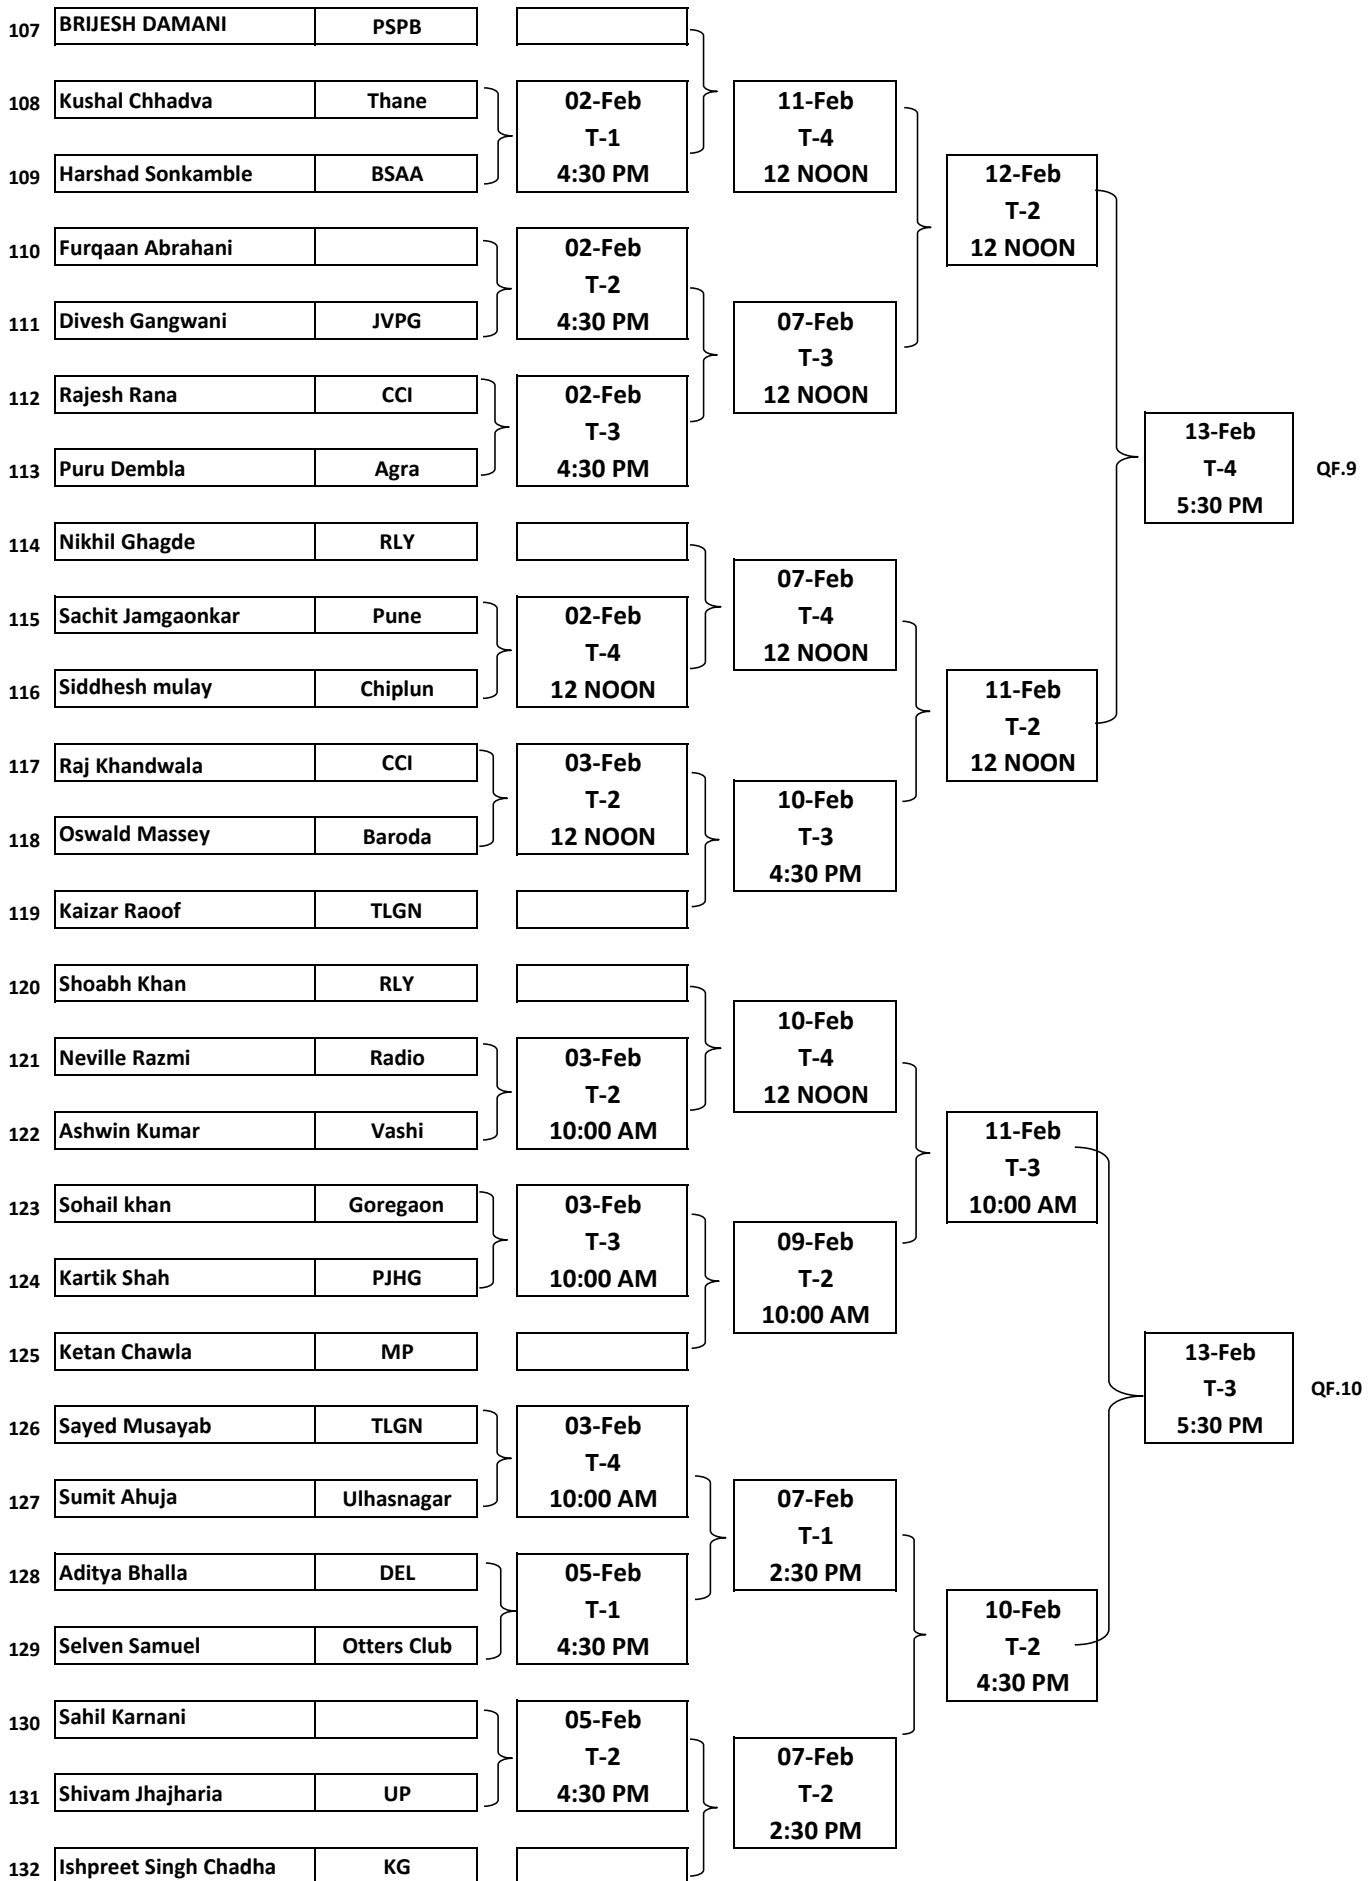 107 BRIJESH DAMANI PSPB
108 Kushal Chhadva Thane
109 Harshad Sonkamble BSAA
02-Feb
T-1
4:30 PM
11-Feb
T-4
12 NOON
110 Furqaan Abrahani
111 Divesh Gangwani JVPG
02-Feb
T-2
4:30 PM
112 Rajesh Rana CCI
113 Puru Dembla Agra
02-Feb
T-3
4:30 PM
07-Feb
T-3
12 NOON
12-Feb
T-2
12 NOON
114 Nikhil Ghagde RLY
115 Sachit Jamgaonkar Pune
116 Siddhesh mulay Chiplun
02-Feb
T-4
12 NOON
07-Feb
T-4
12 NOON
117 Raj Khandwala CCI
118 Oswald Massey Baroda
03-Feb
T-2
12 NOON
119 Kaizar Raoof TLGN
10-Feb
T-3
4:30 PM
11-Feb
T-2
12 NOON
13-Feb
T-4
5:30 PM
QF.9
120 Shoabh Khan RLY
121 Neville Razmi Radio
122 Ashwin Kumar Vashi
03-Feb
T-2
10:00 AM
10-Feb
T-4
12 NOON
123 Sohail khan Goregaon
124 Kartik Shah PJHG
03-Feb
T-3
10:00 AM
125 Ketan Chawla MP
09-Feb
T-2
10:00 AM
11-Feb
T-3
10:00 AM
126 Sayed Musayab TLGN
127 Sumit Ahuja Ulhasnagar
03-Feb
T-4
10:00 AM
128 Aditya Bhalla DEL
129 Selven Samuel Otters Club
05-Feb
T-1
4:30 PM
07-Feb
T-1
2:30 PM
130 Sahil Karnani
131 Shivam Jhajharia UP
05-Feb
T-2
4:30 PM
132 Ishpreet Singh Chadha KG
07-Feb
T-2
2:30 PM
10-Feb
T-2
4:30 PM
13-Feb
T-3
5:30 PM
QF.10